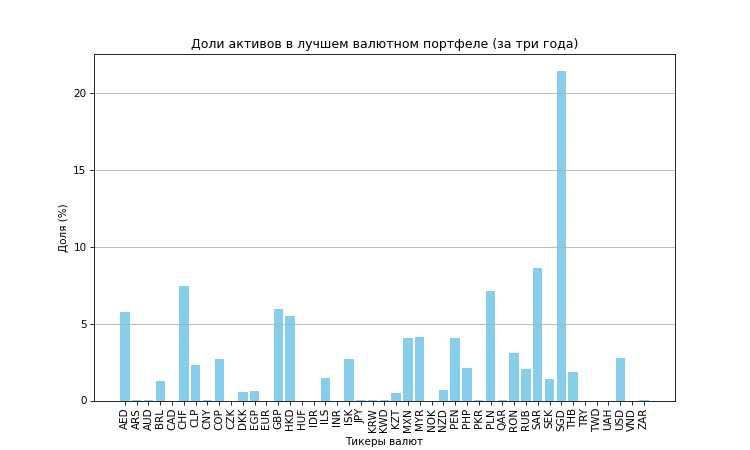 Доли активов в лучшем валютном портфеле (за три года)
Доля (%)
20
15
10
5
0
AED ARS AUD BRL CAD CHF CLP CNY COP CZK DKK EGP EUR GBP HKD HUF IDR ILS INR ISK JPY KRW KWD KZT MXN MYR NOK NZD PEN PHP PKR PLN QAR RON RUB SAR SEK SGD THB TRY TWD UAH USD VND ZAR
Тикеры валют